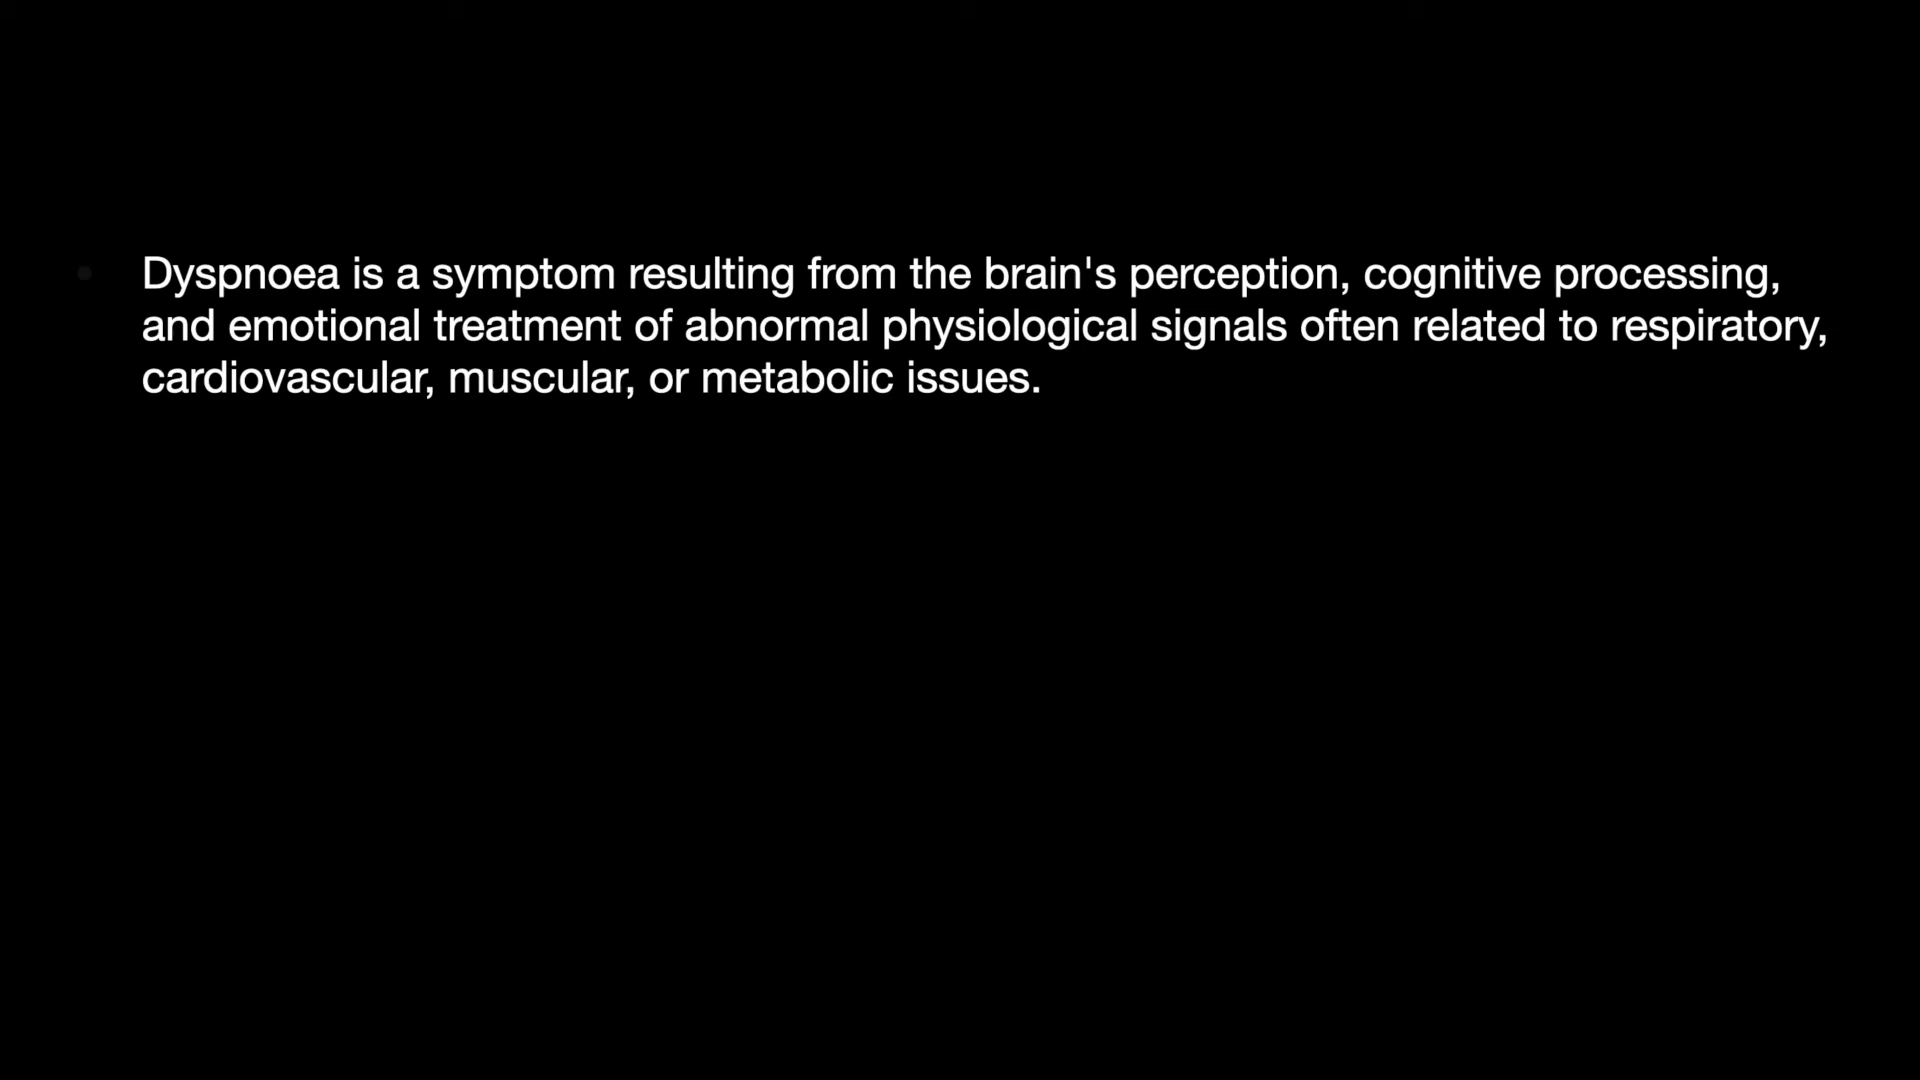 Dyspnoea is a symptom resulting from the brain's perception, cognitive processing,
and emotional treatment of abnormal physiological signals often related to respiratory,
cardiovascular, muscular, or metabolic issues.